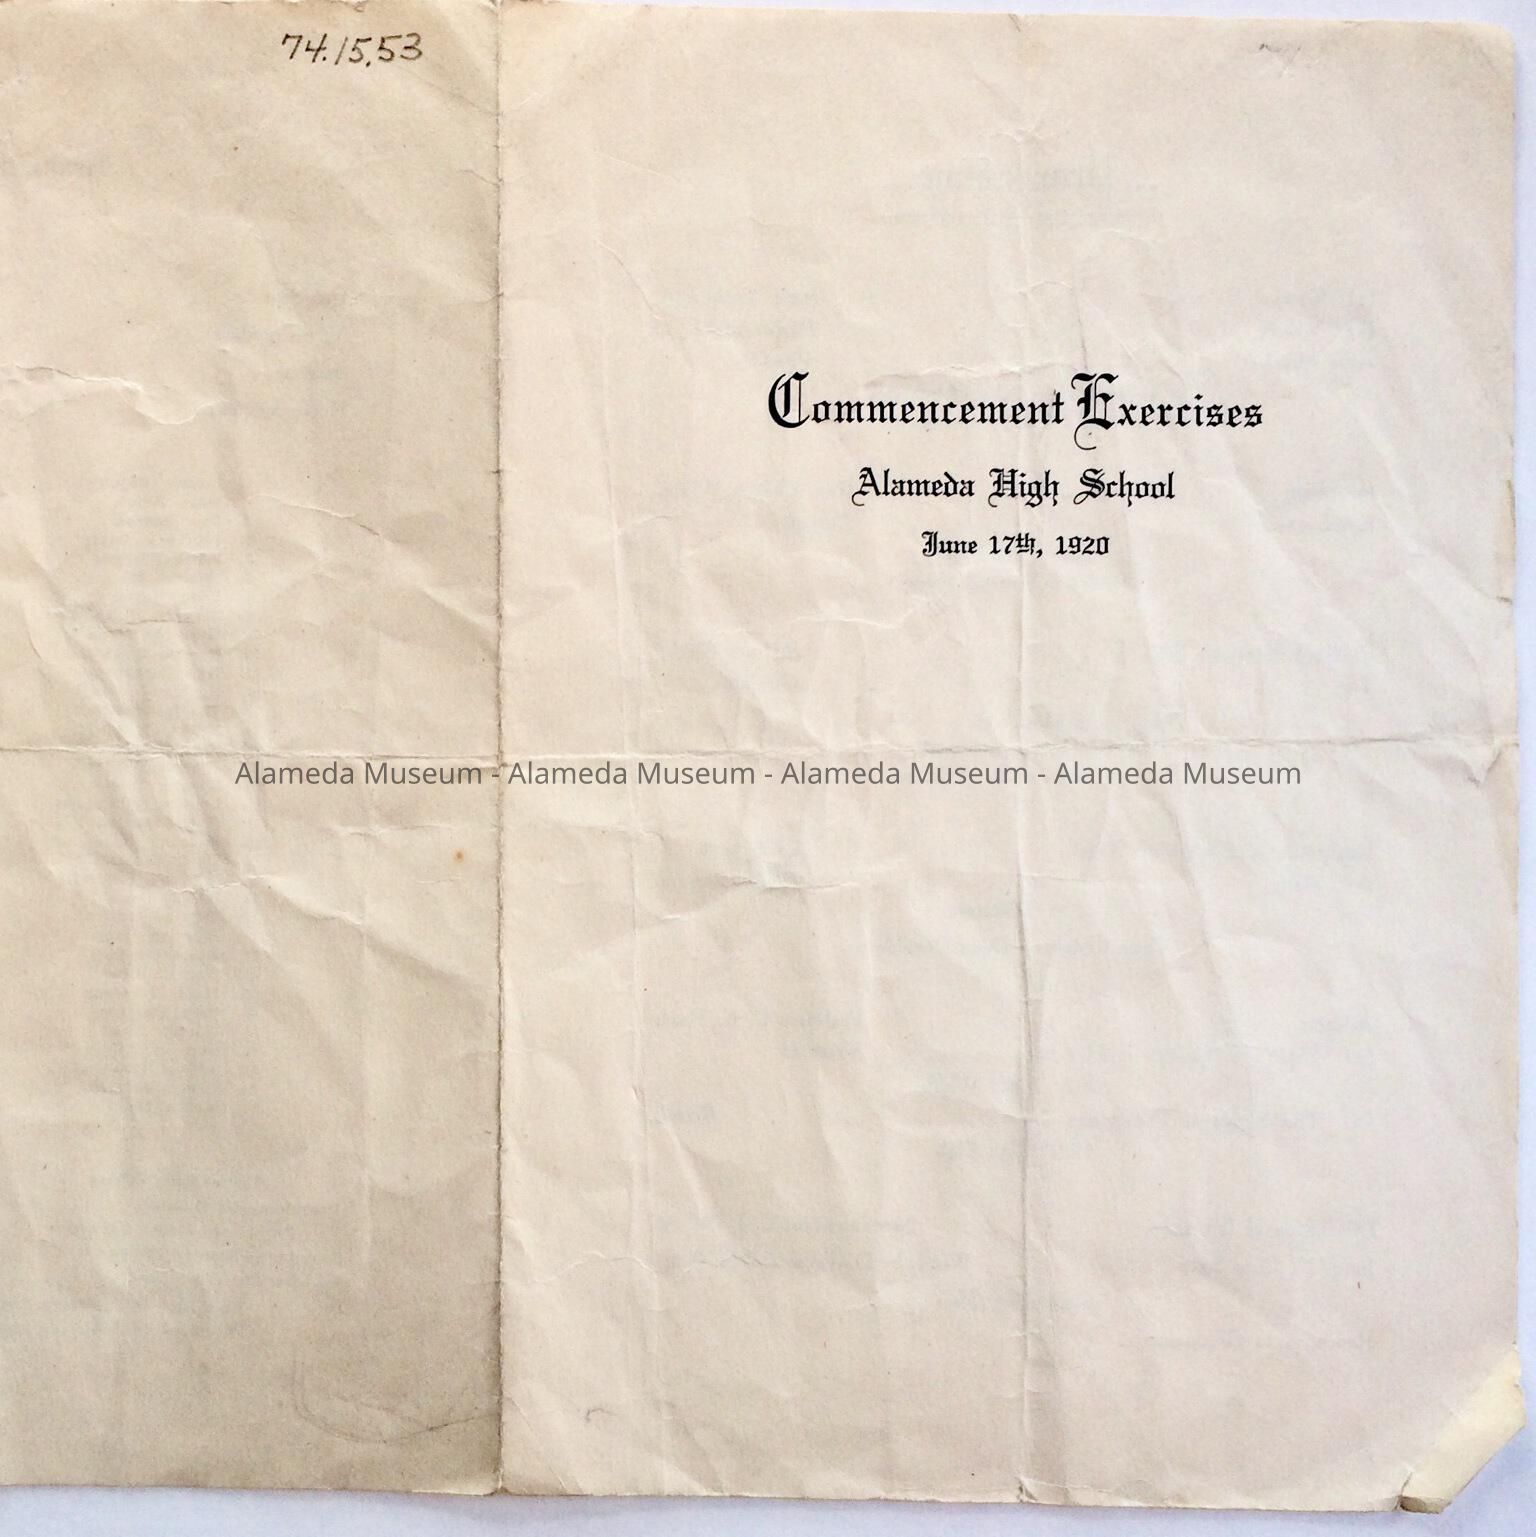 74.15.53
Commencement Exercises
Alameda High School
June 17th, 1920
Alameda Museum - Alameda Museum - Alameda Museum - Alameda Museum